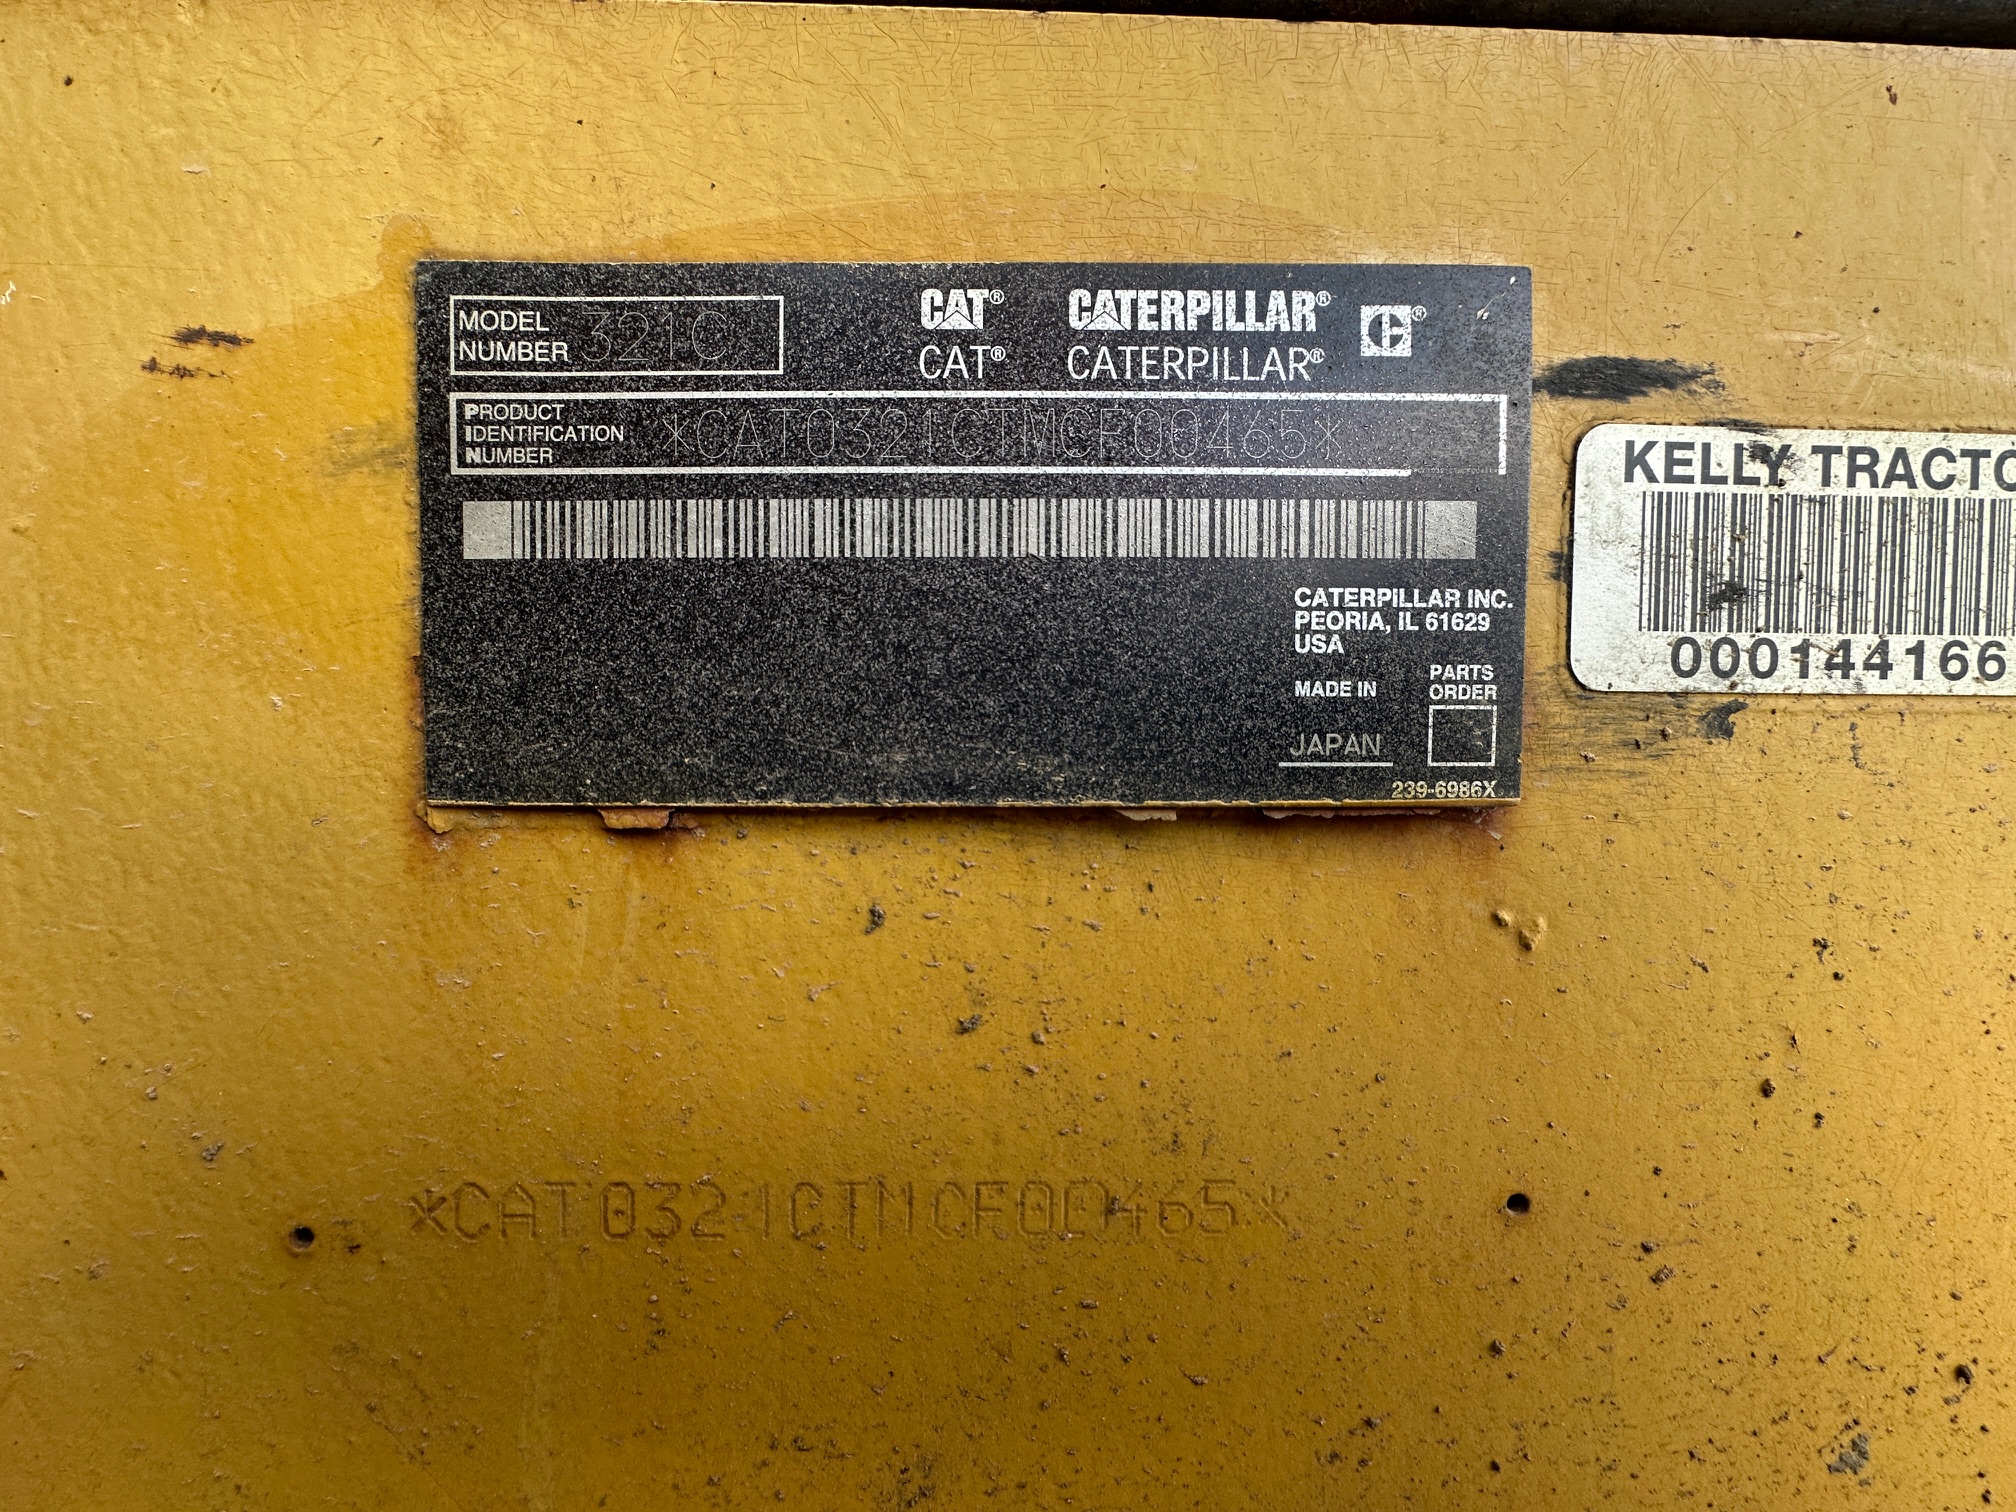 MODEL
NUMBER 321C
CAT® CATERPILLAR®
CAT® CATERPILLAR®
PRODUCT
IDENTIFICATION
NUMBER
*CAT0321CTMCF00465*
CATERPILLAR INC.
PEORIA, IL 61629
USA
MADE IN
JAPAN
PARTS
ORDER
239-6986X
KELLY TRACTO
000144166
*CAT0321CTMCF00465*